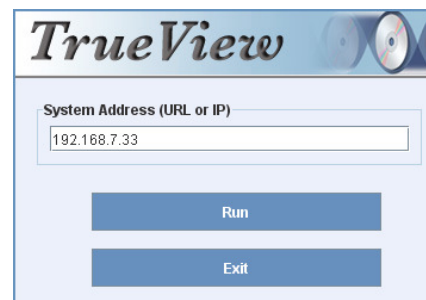 TrueView
System Address (URL or IP)
192.168.7.33
Run
Exit